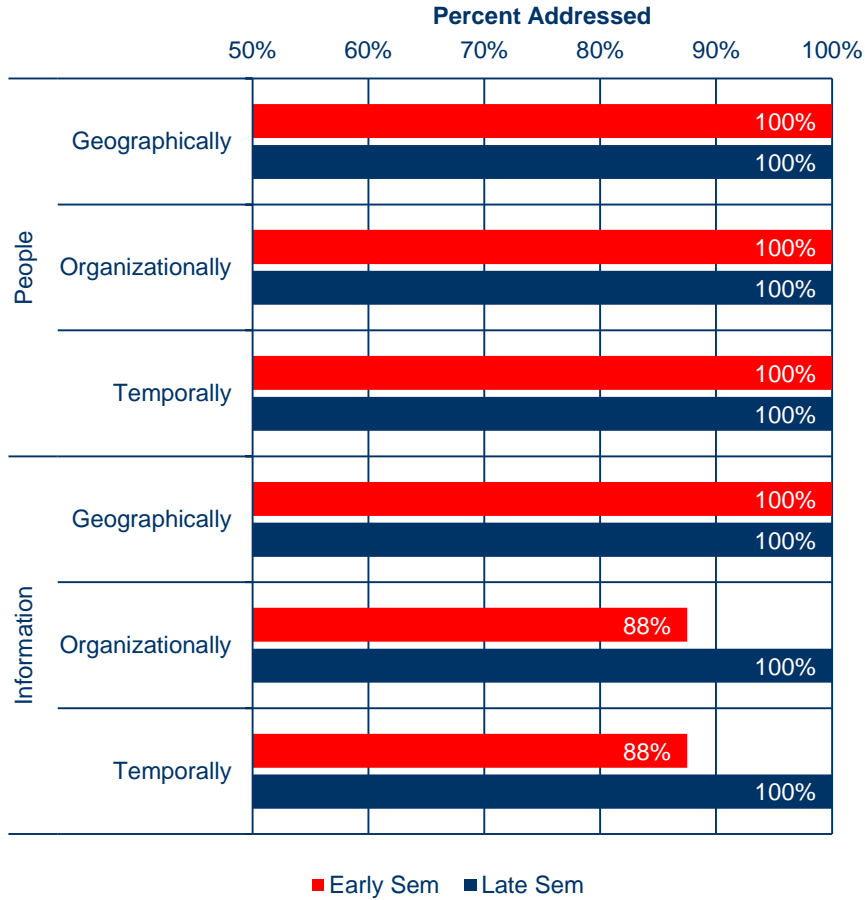 Percent Addressed
50% 60% 70% 80% 90% 100%
People
Geographically
100%
100%
Organizationally
100%
100%
Temporally
100%
100%
Information
Geographically
100%
100%
Organizationally
88%
100%
Temporally
88%
100%
Early Sem Late Sem